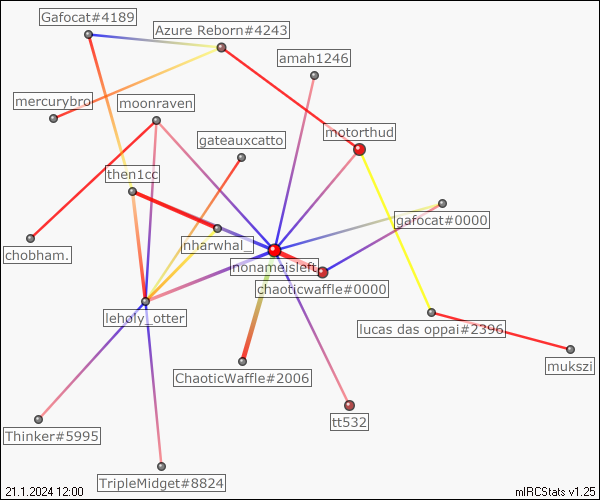 Gafocat#4189
Azure Reborn#4243
amah1246
mercurybro
moonraven
motorthud
gateauxcatto
then1cc
gafocat#0000
nharwhal_
chobham.
nonameisleft
chaoticwaffle#0000
leholy_otter
lucas das oppai#2396
mukszi
ChaoticWaffle#2006
tt532
Thinker#5995
TripleMidget#8824
21.1.2024 12:00
mIRCStats v1.25